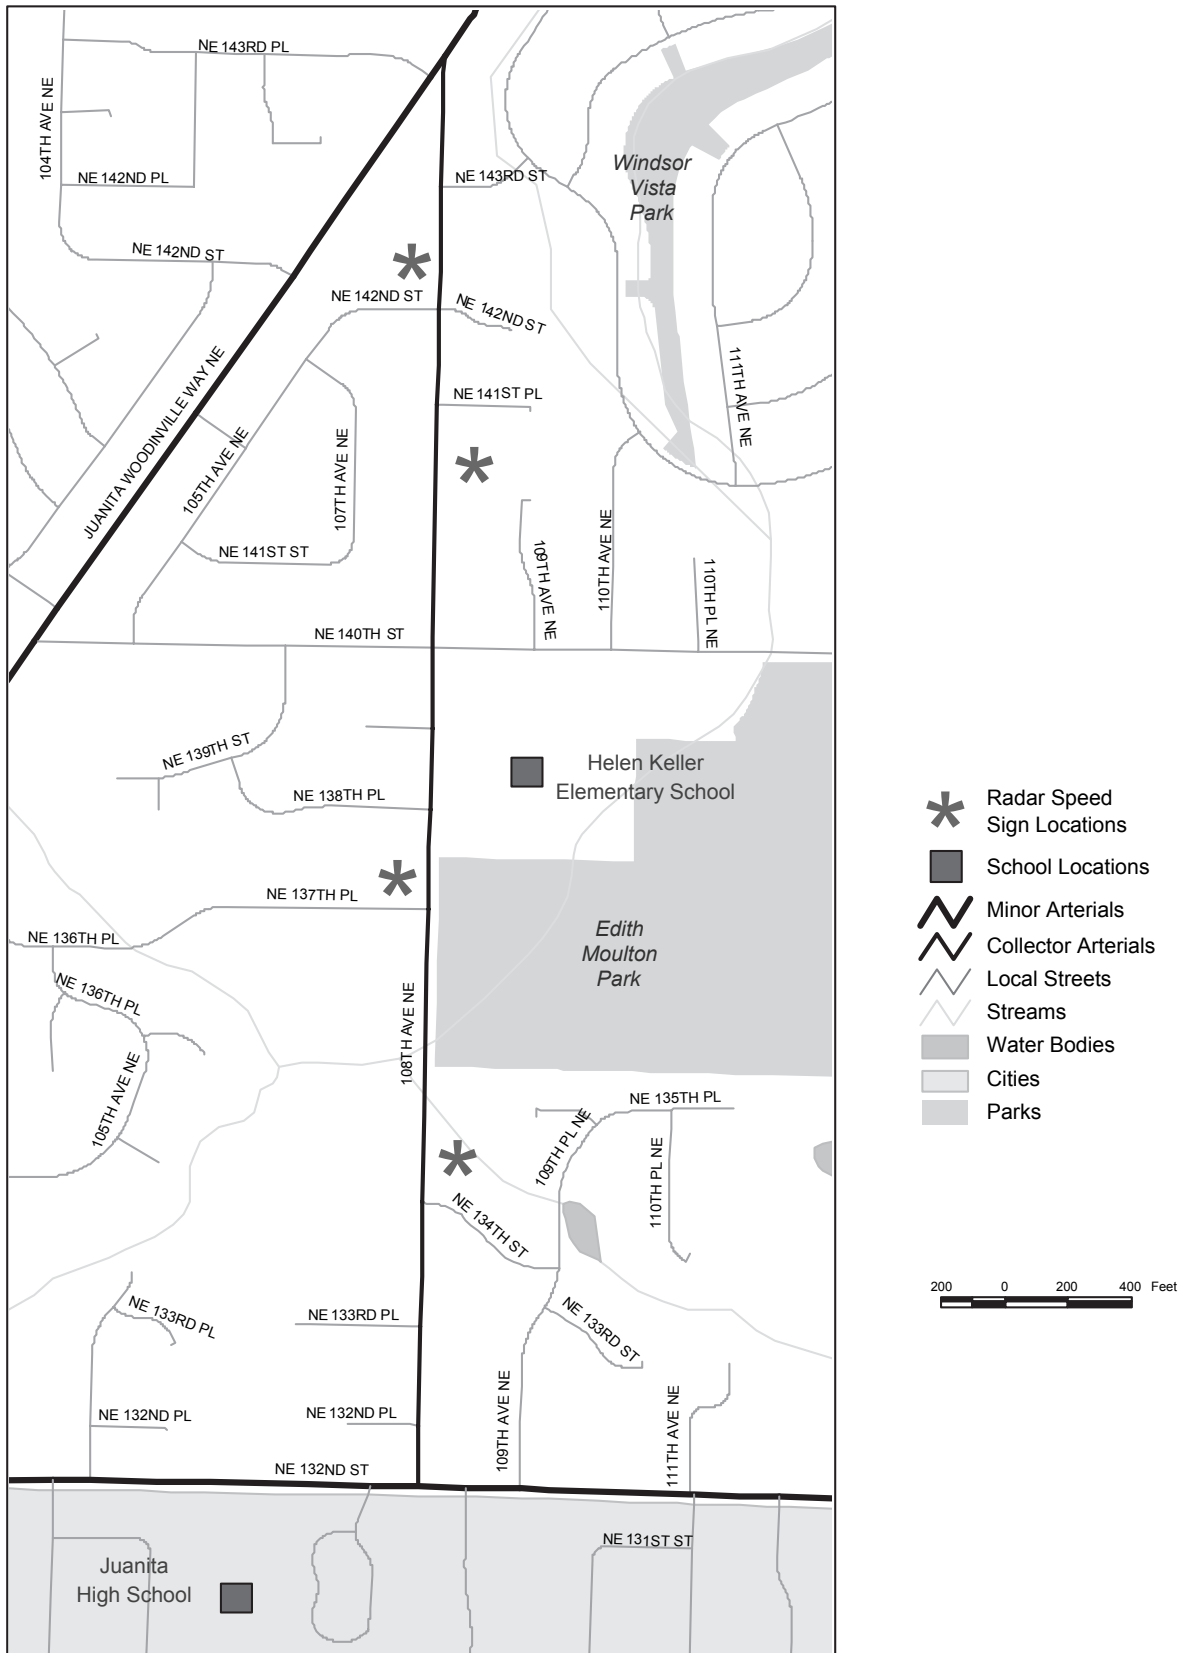 NE 143RD PL
104TH AVE NE
NE 142ND PL
NE 143RD ST
Windsor
Vista
Park
NE 142ND ST
NE 142ND ST
NE 142ND ST
JUANITA WOODINVILLE WAY NE
111TH AVE NE
NE 141ST PL
105TH AVE NE
107TH AVE NE
NE 141ST ST
109TH AVE NE
110TH AVE NE
110TH PL NE
NE 140TH ST
NE 139TH ST
Helen Keller
Elementary School
NE 138TH PL
NE 137TH PL
NE 136TH PL
Edith
Moulton
Park
NE 136TH PL
108TH AVE NE
105TH AVE NE
NE 135TH PL
109TH PL NE
110TH PL NE
NE 134TH ST
NE 133RD PL
NE 133RD PL
NE 133RD ST
NE 132ND PL
NE 132ND PL
109TH AVE NE
111TH AVE NE
NE 132ND ST
NE 131ST ST
Juanita
High School
Radar Speed
Sign Locations
School Locations
Minor Arterials
Collector Arterials
Local Streets
Streams
Water Bodies
Cities
Parks
200 0 200 400 Feet